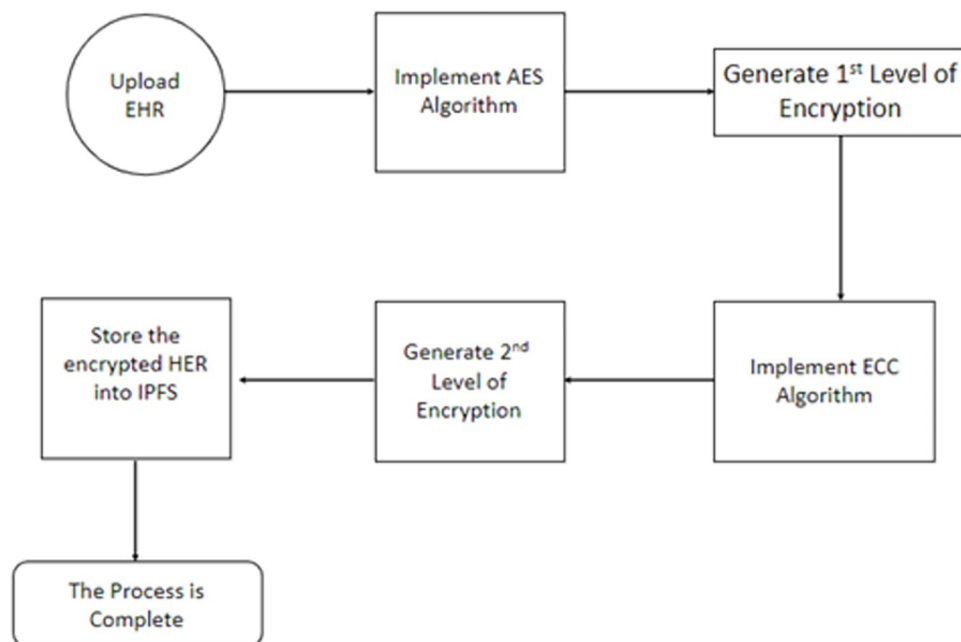 Upload
EHR
Implement AES
Algorithm
Generate 1st Level of
Encryption
Implement ECC
Algorithm
Generate 2nd
Level of
Encryption
Store the
encrypted HER
into IPFS
The Process is
Complete